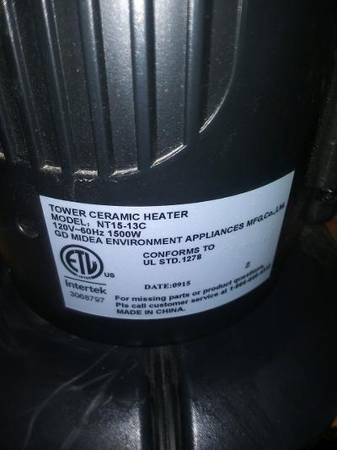 TOWER CERAMIC HEATER
MODEL: NT15-13C
120V~60Hz 1500W
GD MIDEA ENVIRONMENT APPLIANCES MFG.Co.,Ltd.
CONFORMS TO
UL STD.1278
ETL
US
Intertek
3068797
DATE:0915
For missing parts or product questions
Pls call customer service at
MADE IN CHINA.